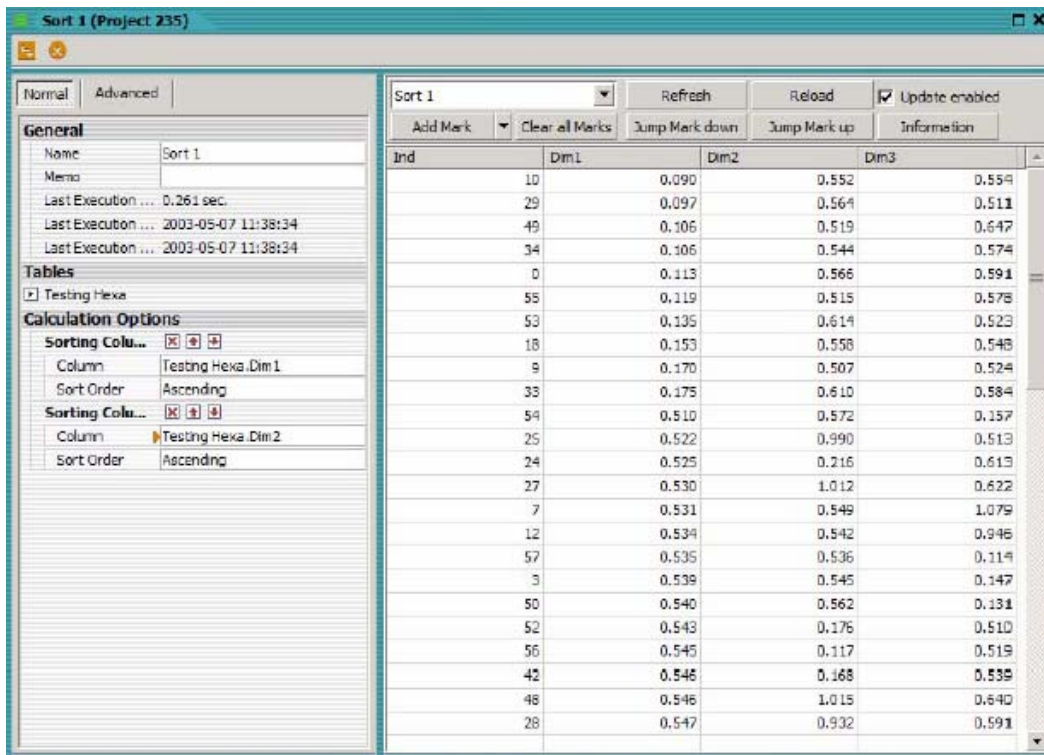 Sort 1 (Project 235)
Normal Advanced
General
Name Sort 1
Memo
Last Execution ... 0.261 sec.
Last Execution ... 2003-05-07 11:38:34
Last Execution ... 2003-05-07 11:38:34
Tables
Testing Hexa
Calculation Options
Sorting Colu...
Column Testing Hexa.Dim1
Sort Order Ascending
Sorting Colu...
Column Testing Hexa.Dim2
Sort Order Ascending
Sort 1 Refresh Reload Update enabled
Add Mark Clear all Marks Jump Mark down Jump Mark up Information
Ind Dim1 Dim2 Dim3
10 0.090 0.552 0.554
29 0.097 0.564 0.511
49 0.106 0.519 0.647
34 0.106 0.544 0.574
0 0.113 0.566 0.591
55 0.119 0.515 0.578
53 0.135 0.614 0.523
18 0.153 0.558 0.548
9 0.170 0.507 0.524
33 0.175 0.610 0.584
54 0.510 0.572 0.157
25 0.522 0.990 0.513
24 0.525 0.216 0.613
27 0.530 1.012 0.622
7 0.531 0.549 1.079
12 0.534 0.542 0.946
57 0.535 0.536 0.114
3 0.539 0.545 0.147
50 0.540 0.562 0.131
52 0.543 0.176 0.510
56 0.545 0.117 0.519
42 0.546 0.168 0.539
48 0.546 1.015 0.640
28 0.547 0.932 0.591